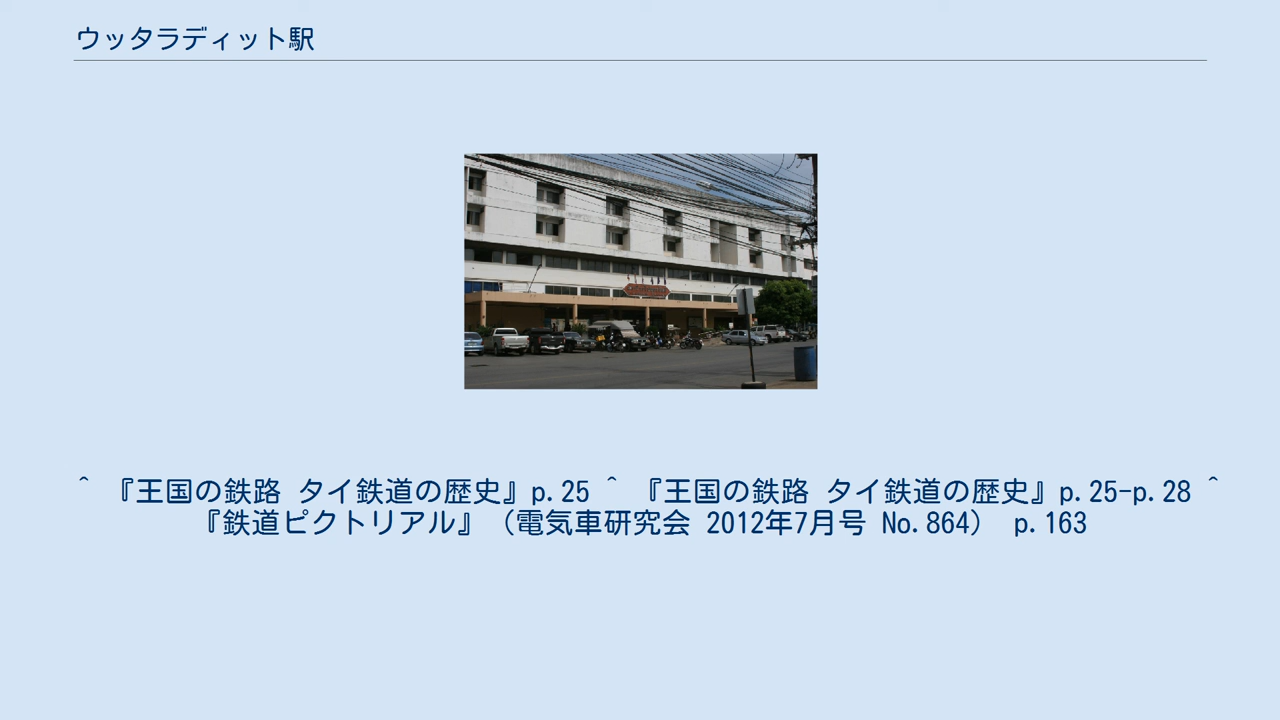 ウッタラディット駅
^ 『王国の鉄路 タイ鉄道の歴史』p.25 ^ 『王国の鉄路 タイ鉄道の歴史』p.25-p.28 ^
『鉄道ピクトリアル』（電気車研究会 2012年7月号 No.864） p.163